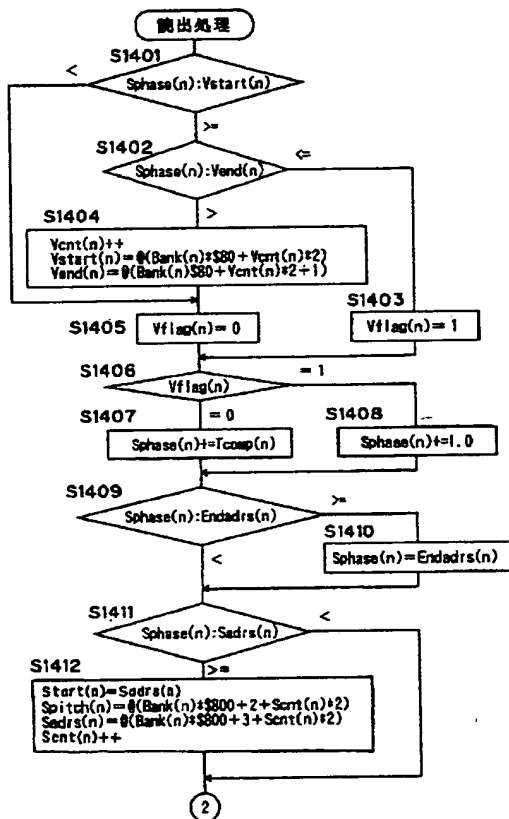 読出処理
S1401
<
Sphase(n):Vstart(n)
>=
S1402
<=
Sphase(n):Vend(n)
>
S1404
Vcnt(n)++
Vstart(n)=@(Bank(n)*$80+Vcnt(n)*2)
Vend(n)=@(Bank(n)$80+Vcnt(n)*2+1)
S1403
S1405
Vflag(n)=0
Vflag(n)=1
S1406
=1
Vflag(n)
=0
S1407
S1408
Sphase(n)+=Tcomp(n)
Sphase(n)+=1.0
S1409
>=
Sphase(n):Endadrs(n)
S1410
Sphase(n)=Endadrs(n)
<
S1411
<
Sphase(n):Sadrs(n)
>=
S1412
Start(n)=Sadrs(n)
Spitch(n)=@(Bank(n)*$800+2+Scnt(n)*2)
Sadrs(n)=@(Bank(n)*$800+3+Scnt(n)*2)
Scnt(n)++
2